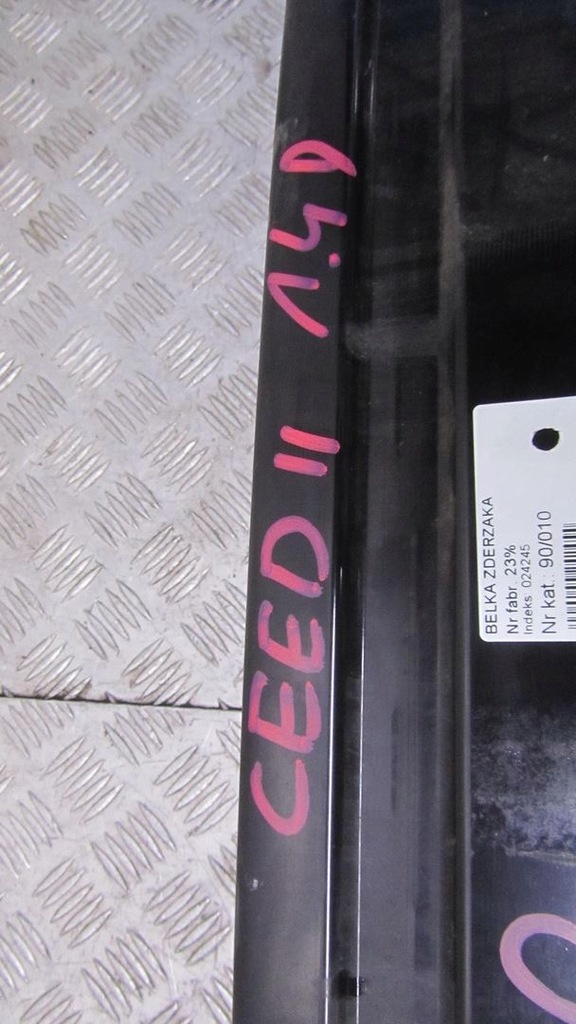 CEED II 1.4D
BELKA ZDERZAKA
Nr fabr. 23%
Indeks 024245
Nr kat.: 90/010